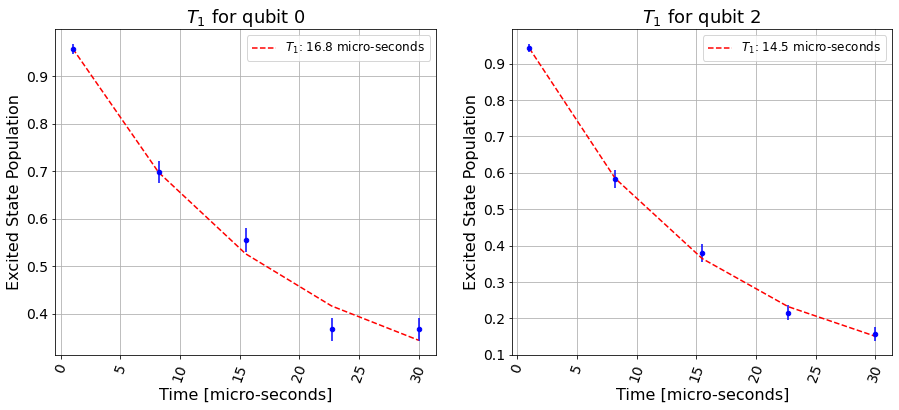 T₁ for qubit 0
T₁: 16.8 micro-seconds
Excited State Population
0.9
0.8
0.7
0.6
0.5
0.4
0 5 10 15 20 25 30
Time [micro-seconds]
T₁ for qubit 2
T₁: 14.5 micro-seconds
Excited State Population
0.9
0.8
0.7
0.6
0.5
0.4
0.3
0.2
0.1
0 5 10 15 20 25 30
Time [micro-seconds]